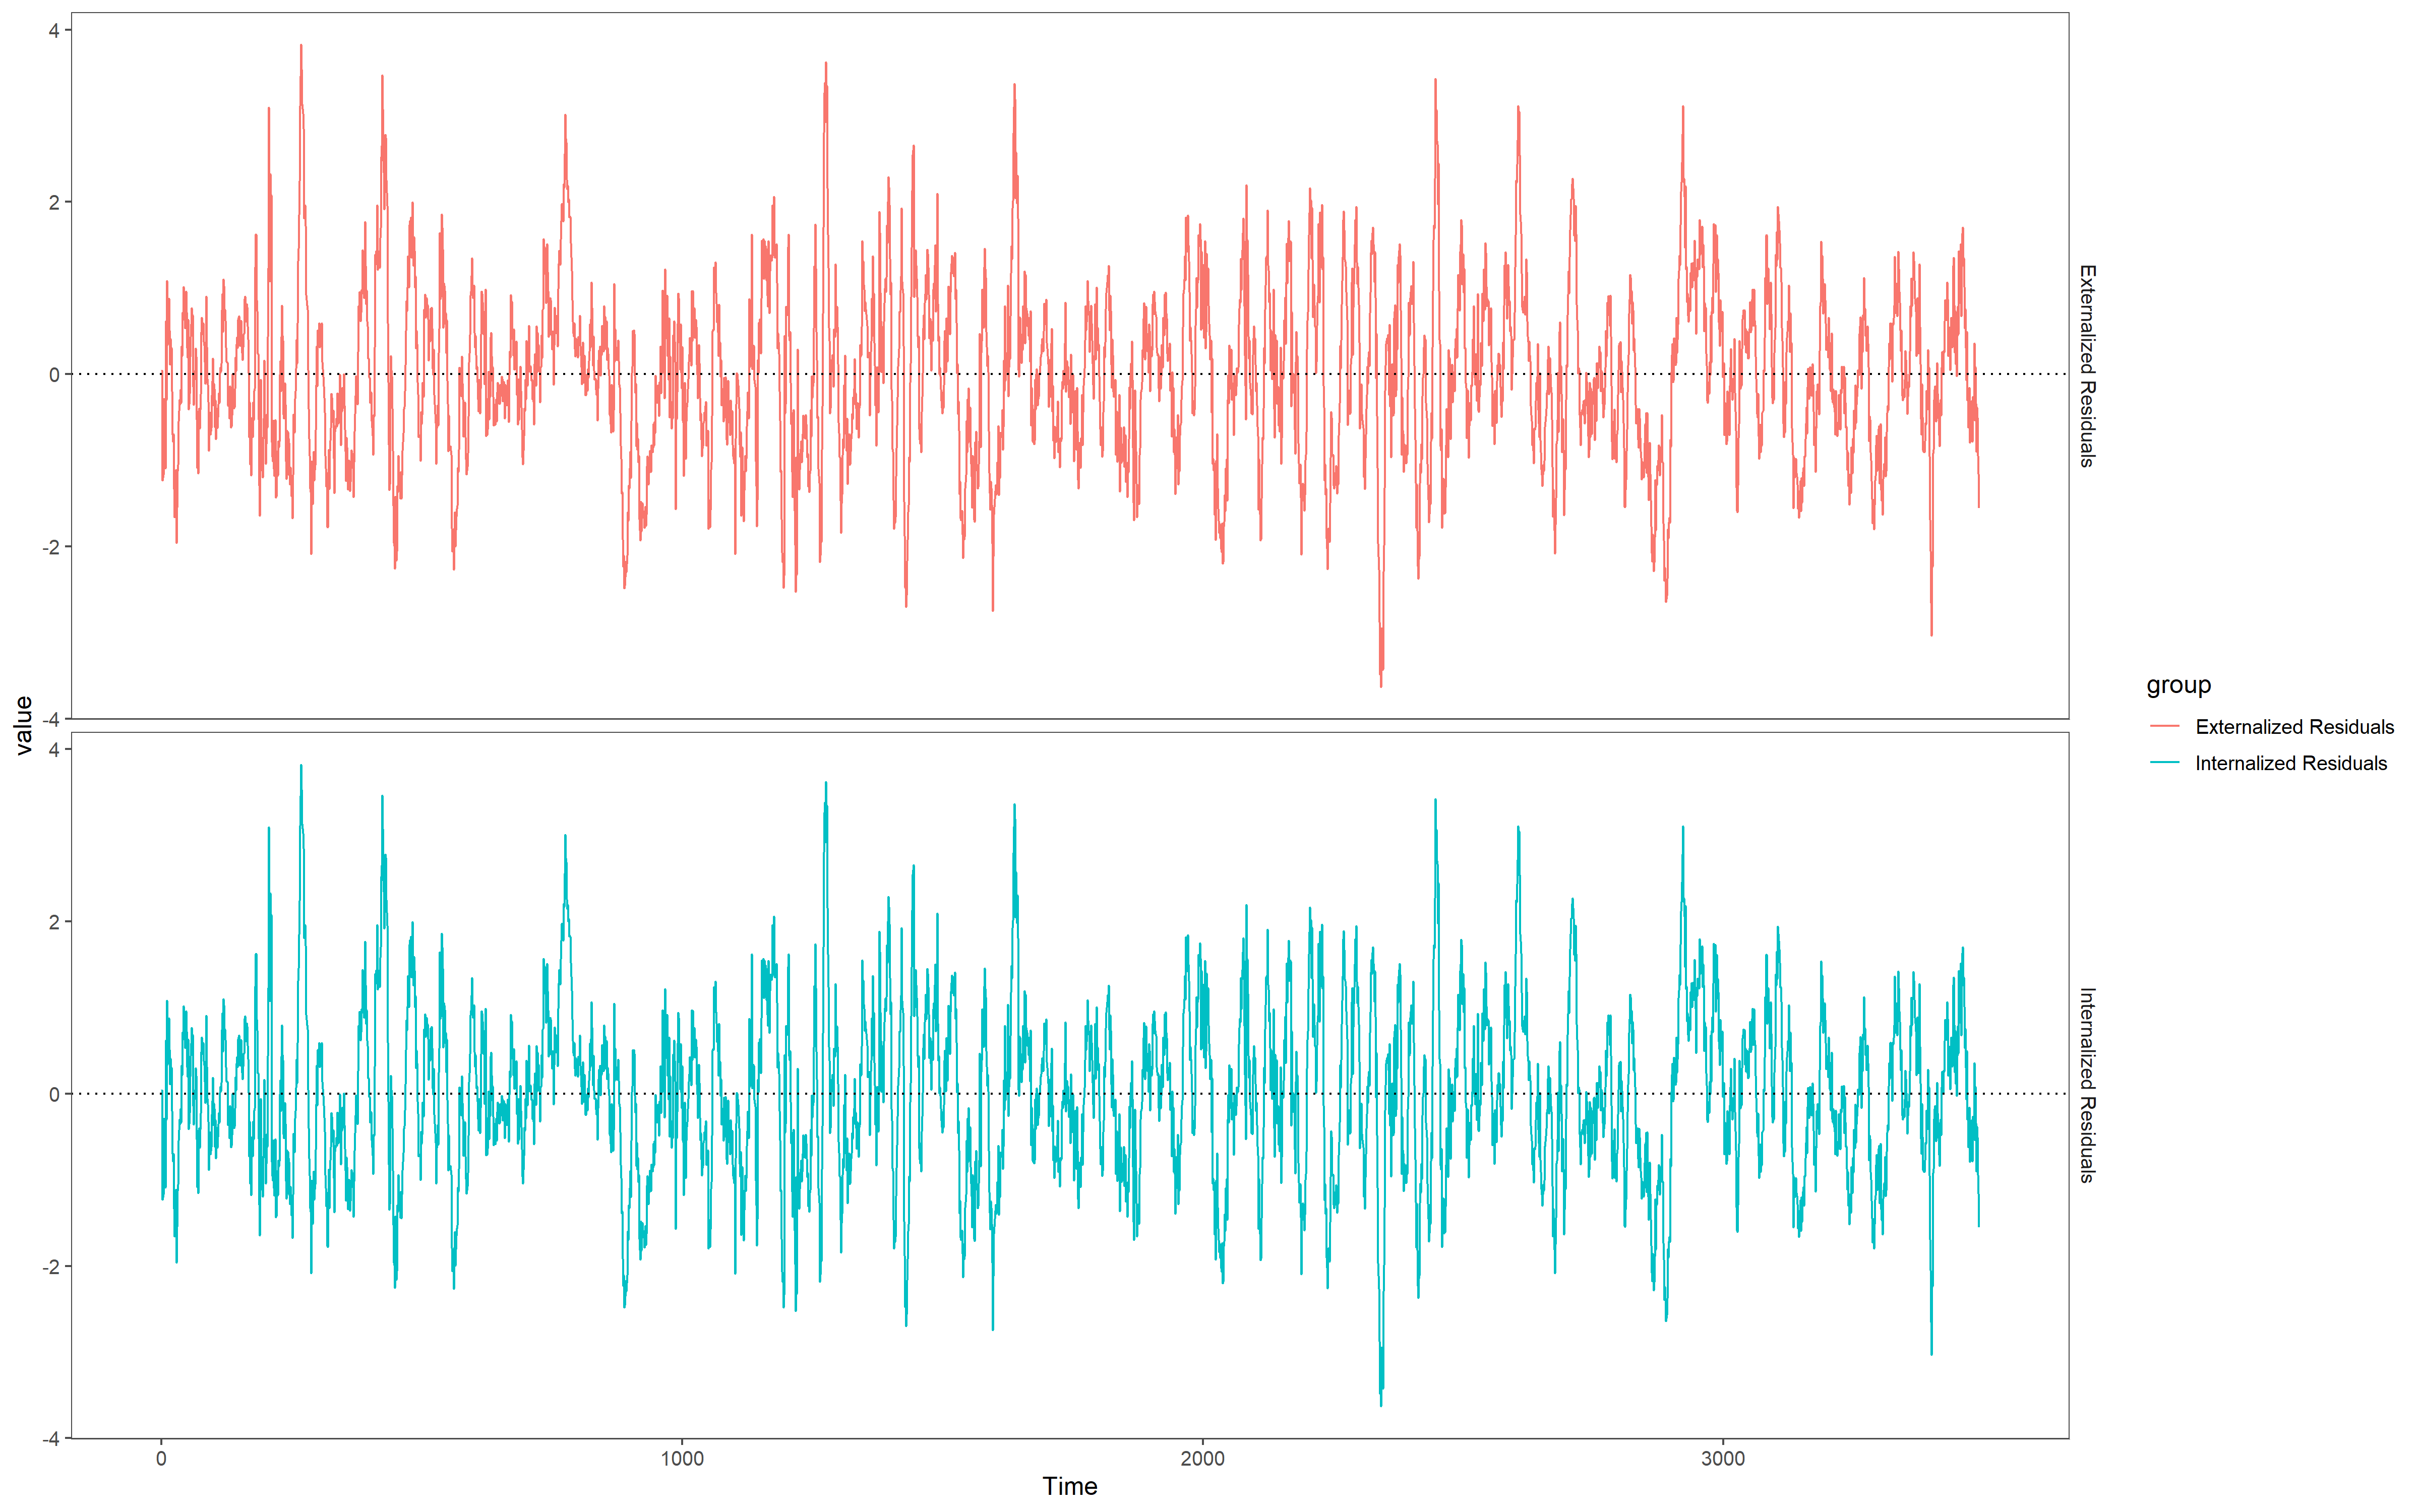 4
2
0
-2
-4
Externalized Residuals
value
4
2
0
-2
-4
Internalized Residuals
0 1000 2000 3000
Time
group
Externalized Residuals
Internalized Residuals